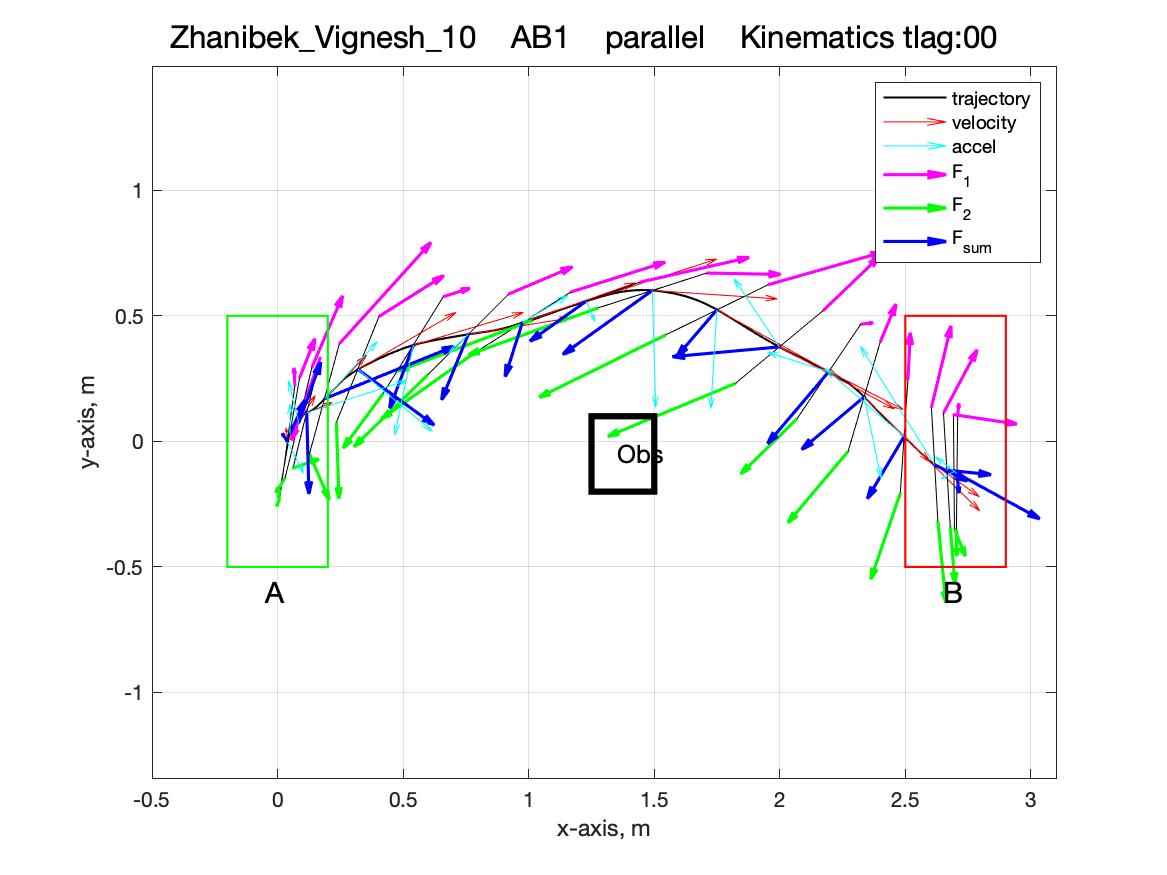 Zhanibek_Vignesh_10 AB1 parallel Kinematics tlag:00
trajectory
velocity
accel
F1
F2
Fsum
1
0.5
0
-0.5
-1
y-axis, m
Obs
A
B
-0.5 0 0.5 1 1.5 2 2.5 3
x-axis, m